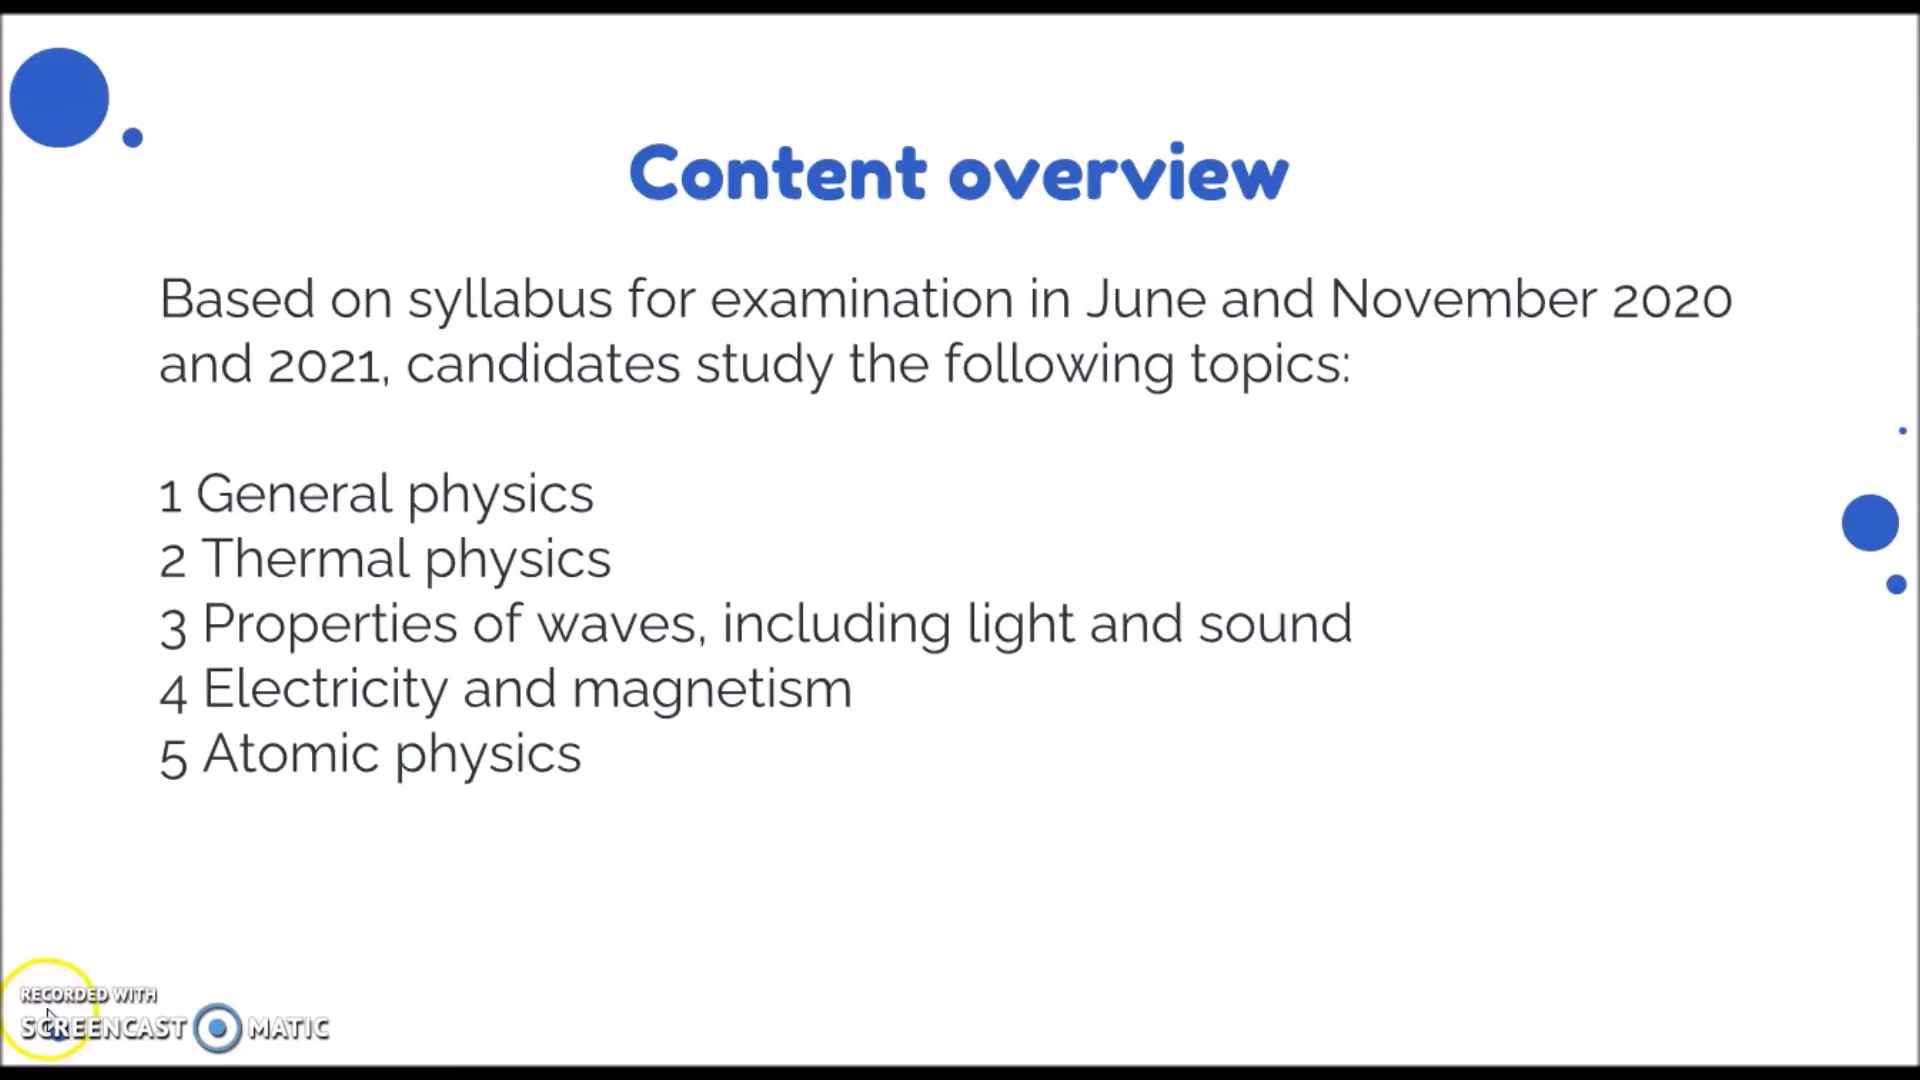 Content overview
Based on syllabus for examination in June and November 2020
and 2021, candidates study the following topics:
1 General physics
2 Thermal physics
3 Properties of waves, including light and sound
4 Electricity and magnetism
5 Atomic physics
RECORDED WITH
SCREENCAST MATIC